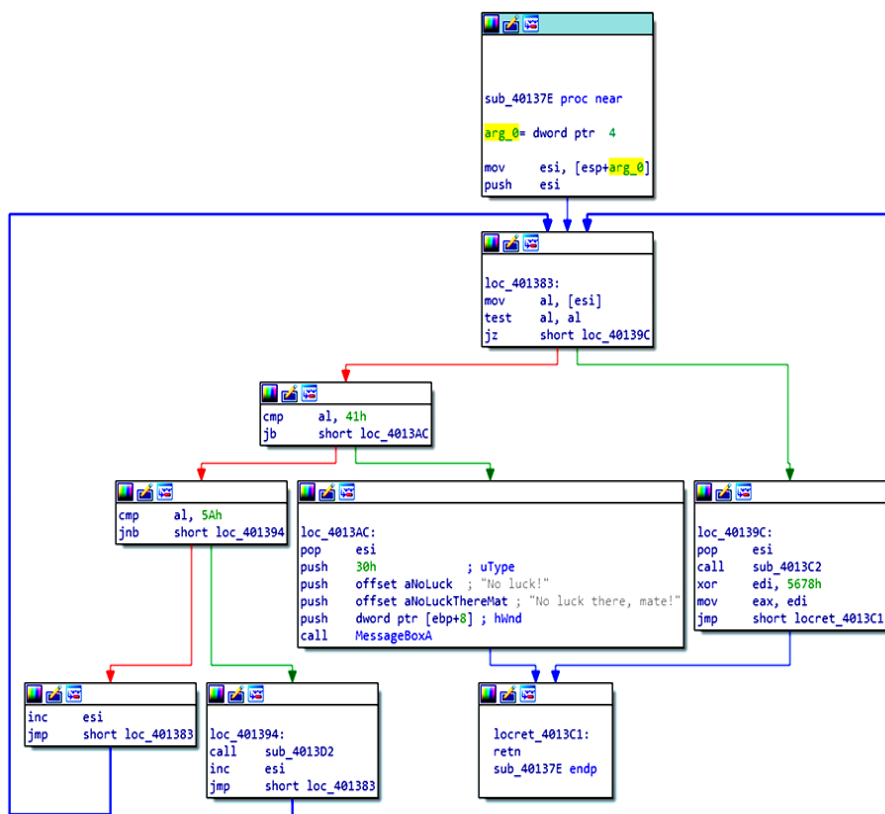 sub_40137E proc near
arg_0= dword ptr 4
mov esi, [esp+arg_0]
push esi
loc_401383:
mov al, [esi]
test al, al
jz short loc_40139C
cmp al, 41h
jb short loc_4013AC
cmp al, 5Ah
jnb short loc_401394
loc_4013AC:
pop esi
push 30h ; uType
push offset aNoLuck ; "No luck!"
push offset aNoLuckThereMat ; "No luck there, mate!"
push dword ptr [ebp+8] ; hWnd
call MessageBoxA
loc_40139C:
pop esi
call sub_4013C2
xor edi, 5678h
mov eax, edi
jmp short locret_4013C1
inc esi
jmp short loc_401383
loc_401394:
call sub_4013D2
inc esi
jmp short loc_401383
locret_4013C1:
retn
sub_40137E endp